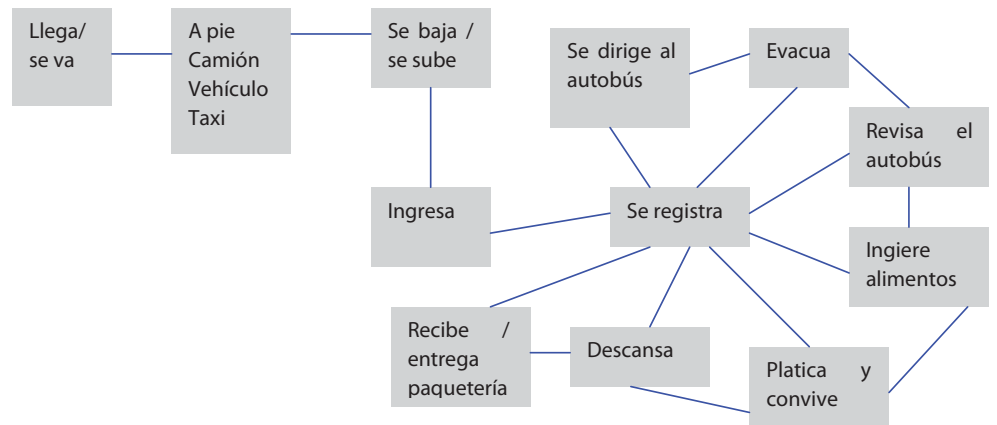 Llega/
se va
A pie
Camión
Vehículo
Taxi
Se baja /
se sube
Se dirige al
autobús
Evacua
Revisa el
autobús
Ingresa
Se registra
Ingiere
alimentos
Recibe /
entrega
paquetería
Descansa
Platica y
convive